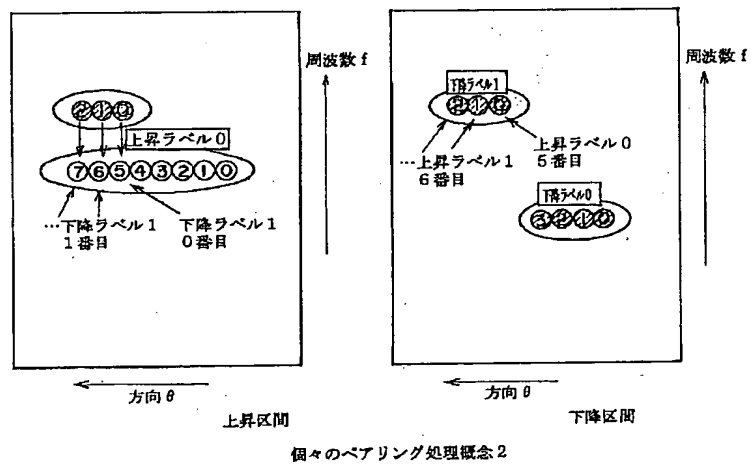 周波数 f
②①⓪
上昇ラベル0
⑦⑥⑤④③②①⓪
…下降ラベル1
1番目
下降ラベル1
0番目
方向 θ
上昇区間
周波数 f
下降ラベル1
②①⓪
…上昇ラベル1
6番目
上昇ラベル0
5番目
下降ラベル0
③②①⓪
方向 θ
下降区間
個々のペアリング処理概念2